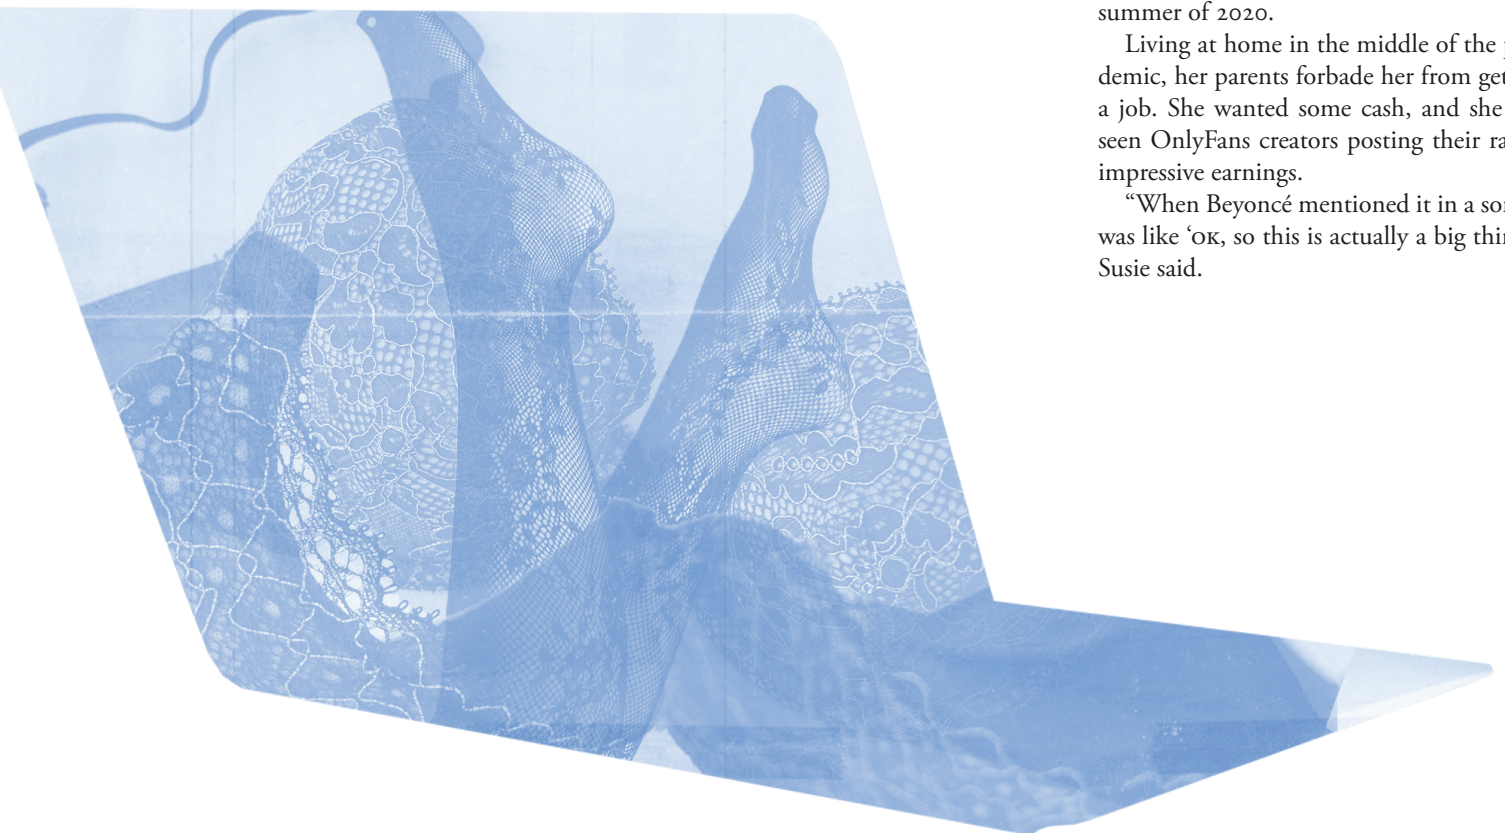 summer of 2020.
Living at home in the middle of the
demic, her parents forbade her from
a job. She wanted some cash, and she
seen OnlyFans creators posting their
impressive earnings.
“When Beyoncé mentioned it in a
was like ‘OK, so this is actually a big
Susie said.